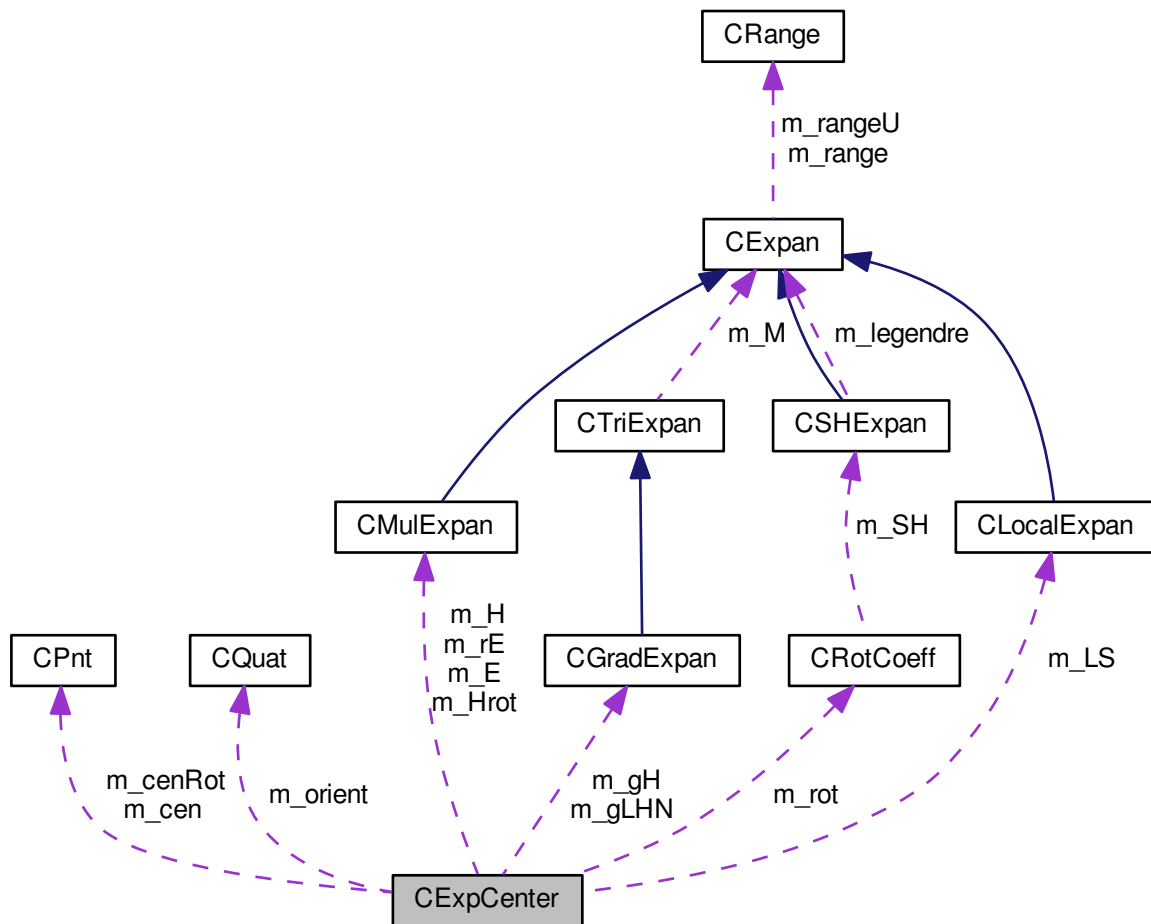 CRange
m_rangeU
m_range
CExpan
m_M
m_legendre
CTriExpan
CSHExpan
CMulExpan
m_SH
CLocalExpan
m_H
m_rE
m_E
m_Hrot
CPnt
CQuat
CGradExpan
CRotCoeff
m_LS
m_cenRot
m_cen
m_orient
m_gH
m_gLHN
m_rot
CExpCenter